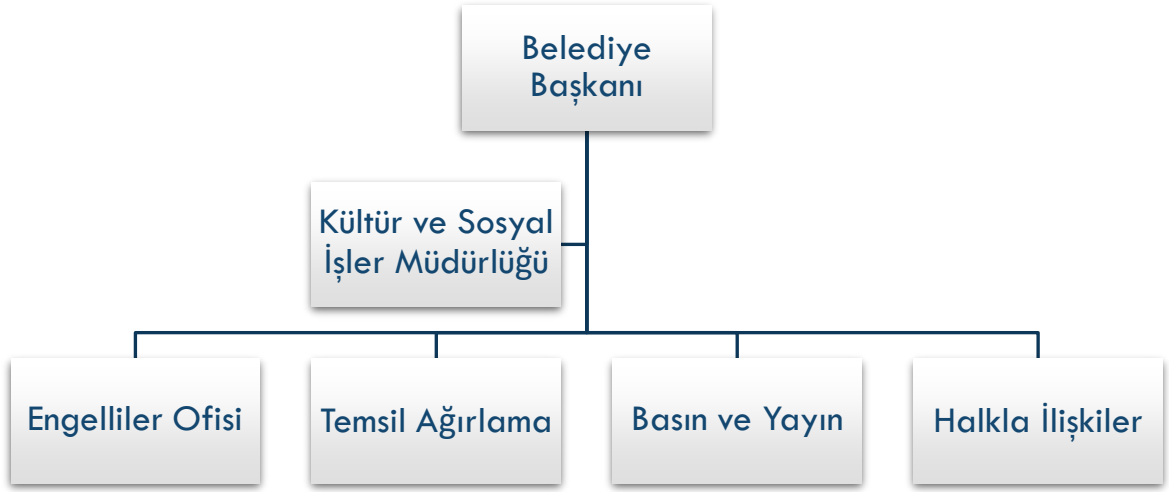 Belediye
Başkanı
Kültür ve Sosyal
İşler Müdürlüğü
Engelliler Ofisi
Temsil Ağırlama
Basın ve Yayın
Halkla İlişkiler